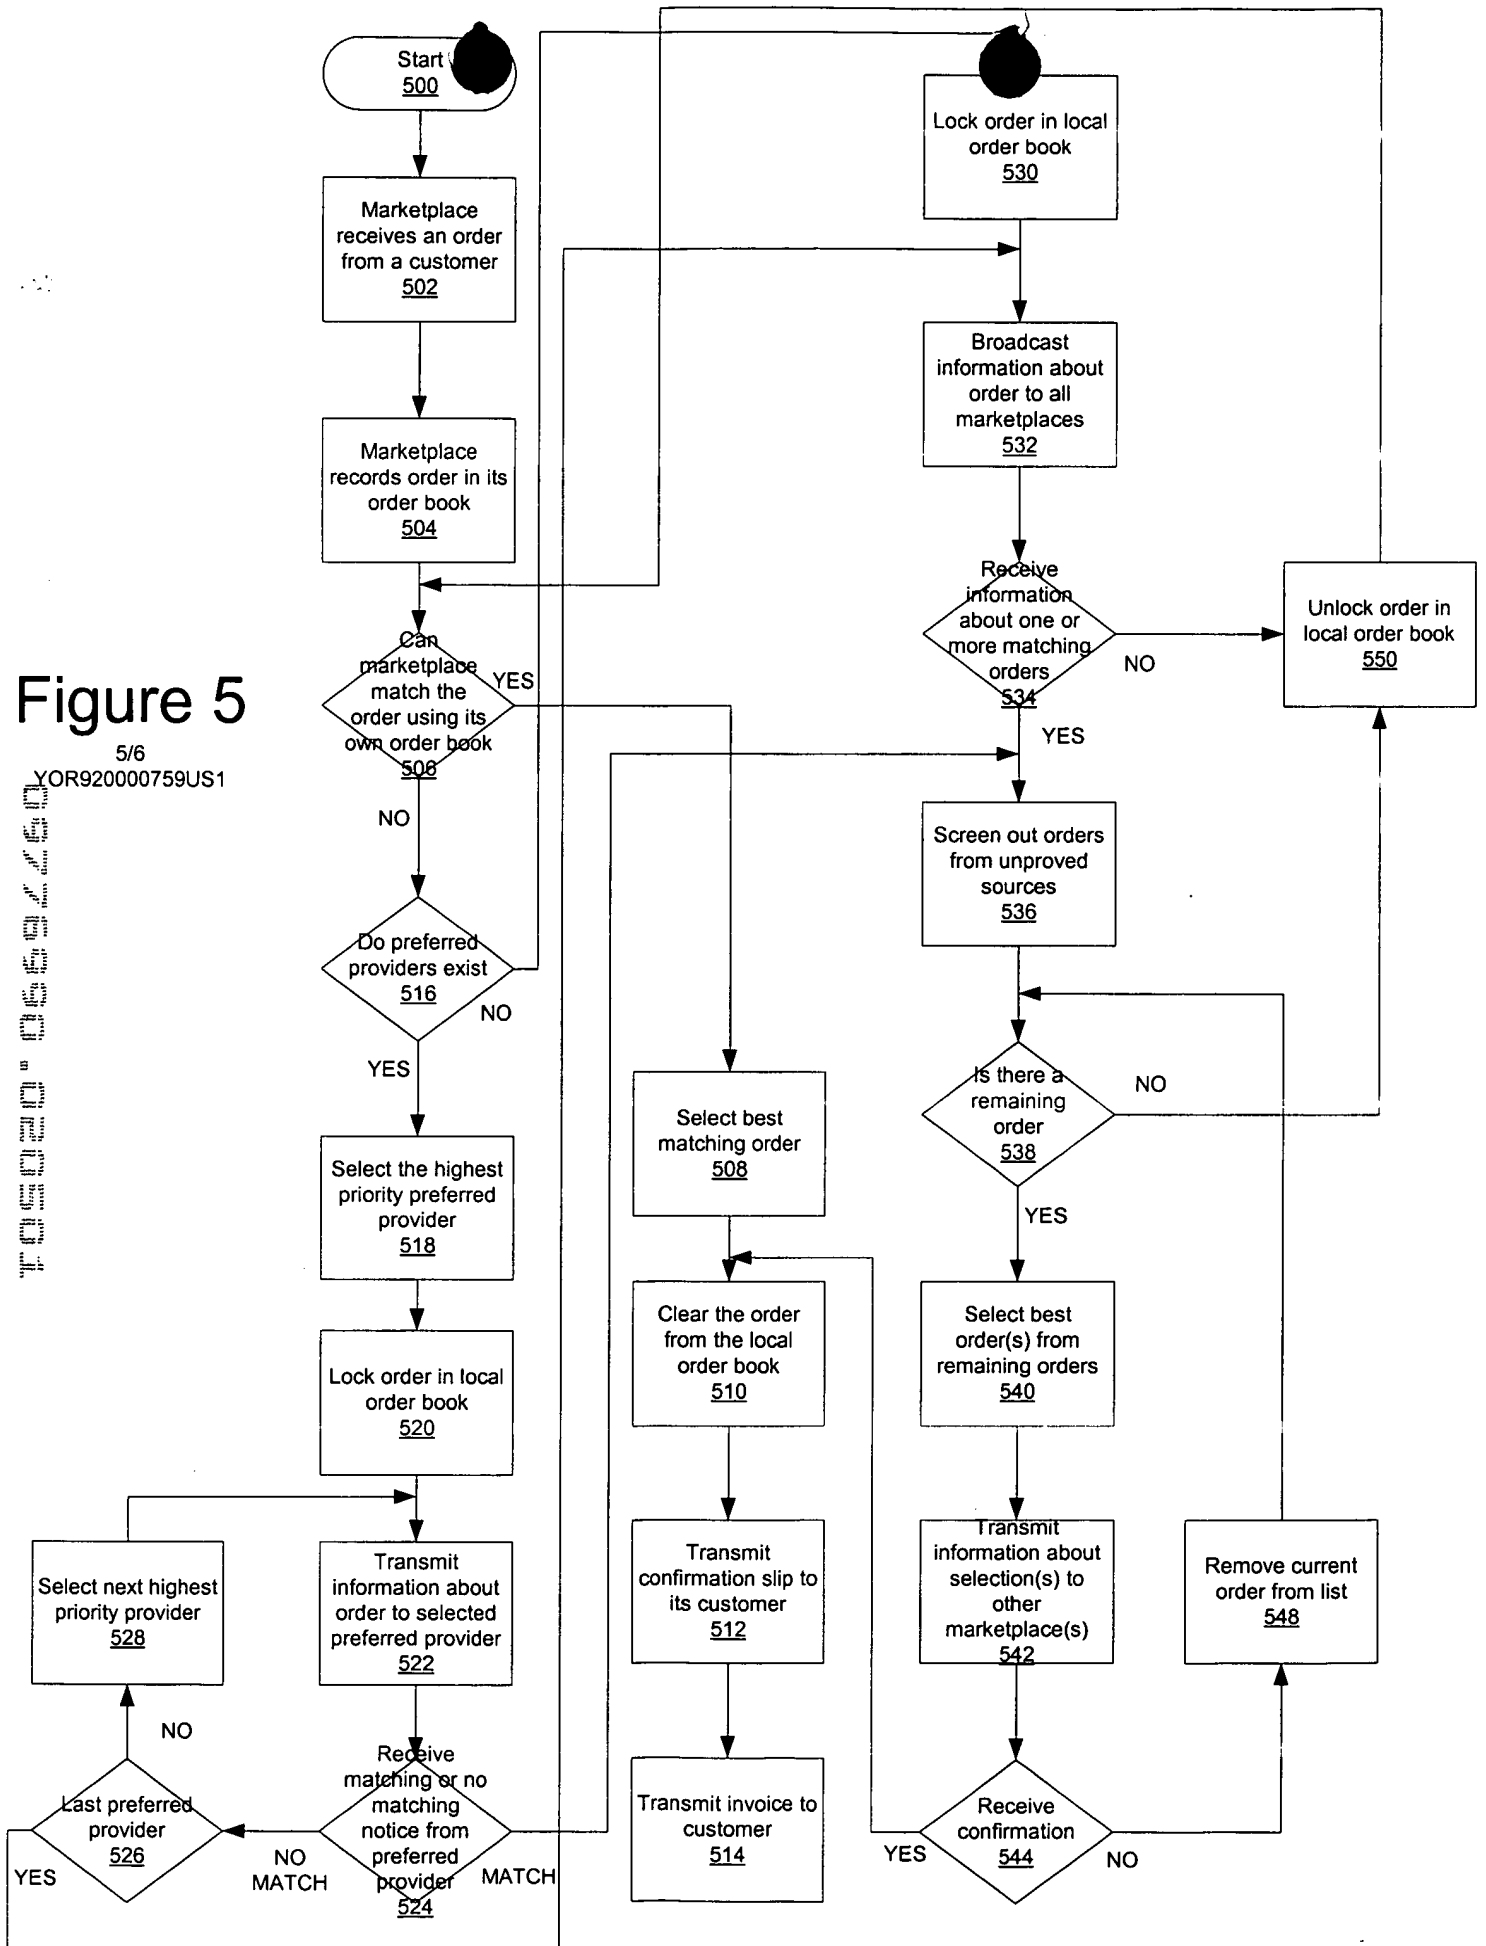 Start
500
Marketplace
receives an order
from a customer
502
Marketplace
records order in its
order book
504
Can
marketplace
match the
order using its
own order book
506
YES
NO
Do preferred
providers exist
516
NO
YES
Select the highest
priority preferred
provider
518
Lock order in local
order book
520
Transmit
information about
order to selected
preferred provider
522
Receive
matching or no
matching
notice from
preferred
provider
524
NO
MATCH
MATCH
Last preferred
provider
526
YES
NO
Select next highest
priority provider
528
Select best
matching order
508
Clear the order
from the local
order book
510
Transmit
confirmation slip to
its customer
512
Transmit invoice to
customer
514
Lock order in local
order book
530
Broadcast
information about
order to all
marketplaces
532
Receive
information
about one or
more matching
orders
534
NO
YES
Screen out orders
from unproved
sources
536
Is there a
remaining
order
538
NO
YES
Select best
order(s) from
remaining orders
540
Transmit
information about
selection(s) to
other
marketplace(s)
542
Receive
confirmation
544
YES
NO
Remove current
order from list
548
Unlock order in
local order book
550
Figure 5
5/6
YOR920000759US1
09776990.020501